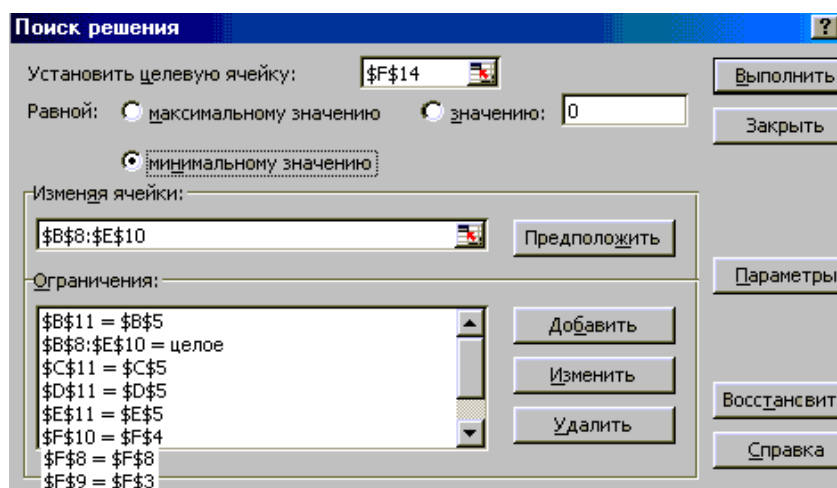 Поиск решения ?
Установить целевую ячейку: $F$14
Выполнить
Равной: максимальному значению значению: 0
Закрыть
минимальному значению
Изменяя ячейки:
$B$8:$E$10 Предположить
Ограничения: Параметры
$B$11 = $B$5 Добавить
$B$8:$E$10 = целое
$C$11 = $C$5 Изменить
$D$11 = $D$5
$E$11 = $E$5 Восстансвит
$F$10 = $F$4 Удалить
$F$8 = $F$8 Справка
$F$9 = $F$3